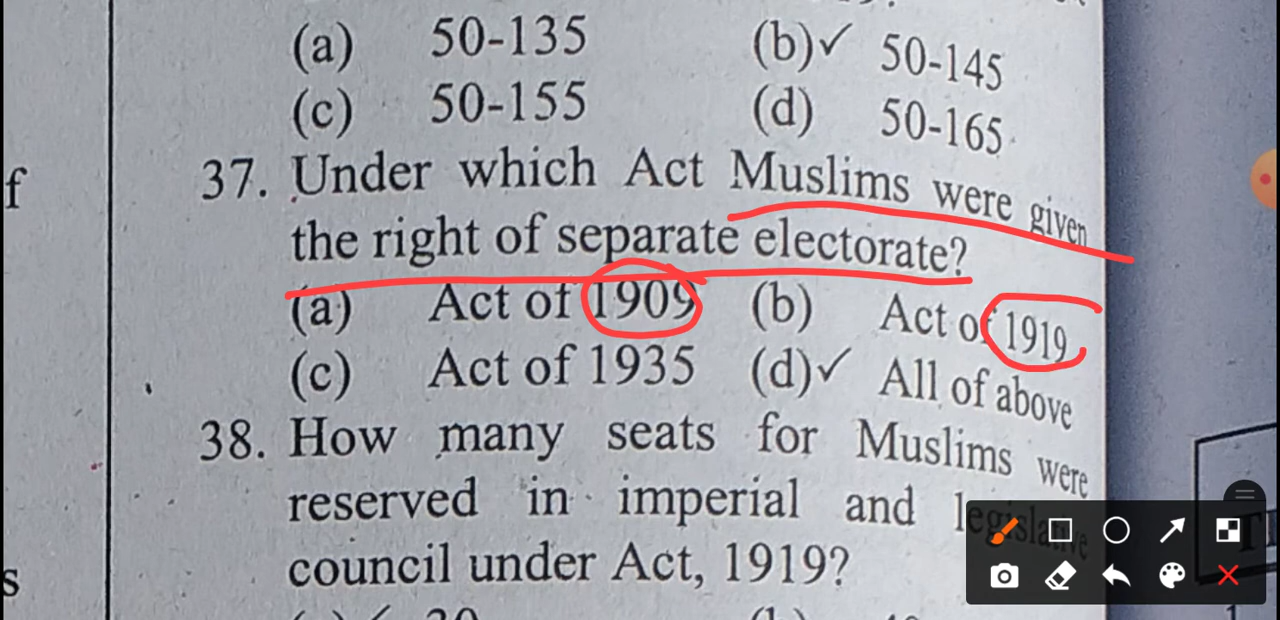 (a) 50-135 (b)✓ 50-145
(c) 50-155 (d) 50-165
f
37. Under which Act Muslims were given
the right of separate electorate?
(a) Act of 1909 (b) Act of 1919
(c) Act of 1935 (d)✓ All of above
38. How many seats for Muslims were
reserved in imperial and legislative
council under Act, 1919?
s